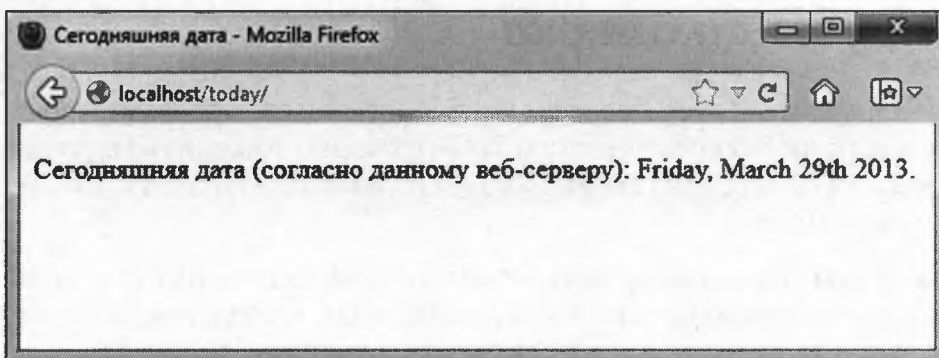 Сегодняшняя дата - Mozilla Firefox
localhost/today/
Сегодняшняя дата (согласно данному веб-серверу): Friday, March 29th 2013.